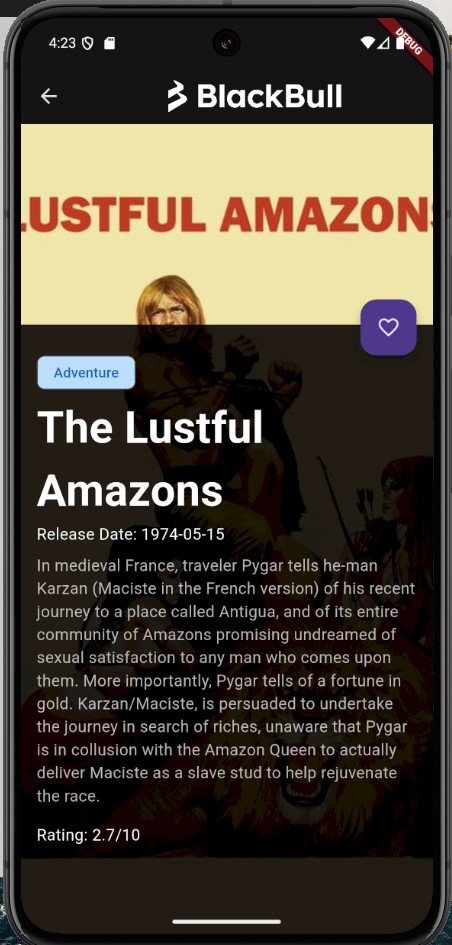 4:23
DEBUG
BlackBull
LUSTFUL AMAZONS
Adventure
The Lustful
Amazons
Release Date: 1974-05-15
In medieval France, traveler Pygar tells he-man
Karzan (Maciste in the French version) of his recent
journey to a place called Antigua, and of its entire
community of Amazons promising undreamed of
sexual satisfaction to any man who comes upon
them. More importantly, Pygar tells of a fortune in
gold. Karzan/Maciste, is persuaded to undertake
the journey in search of riches, unaware that Pygar
is in collusion with the Amazon Queen to actually
deliver Maciste as a slave stud to help rejuvenate
the race.
Rating: 2.7/10